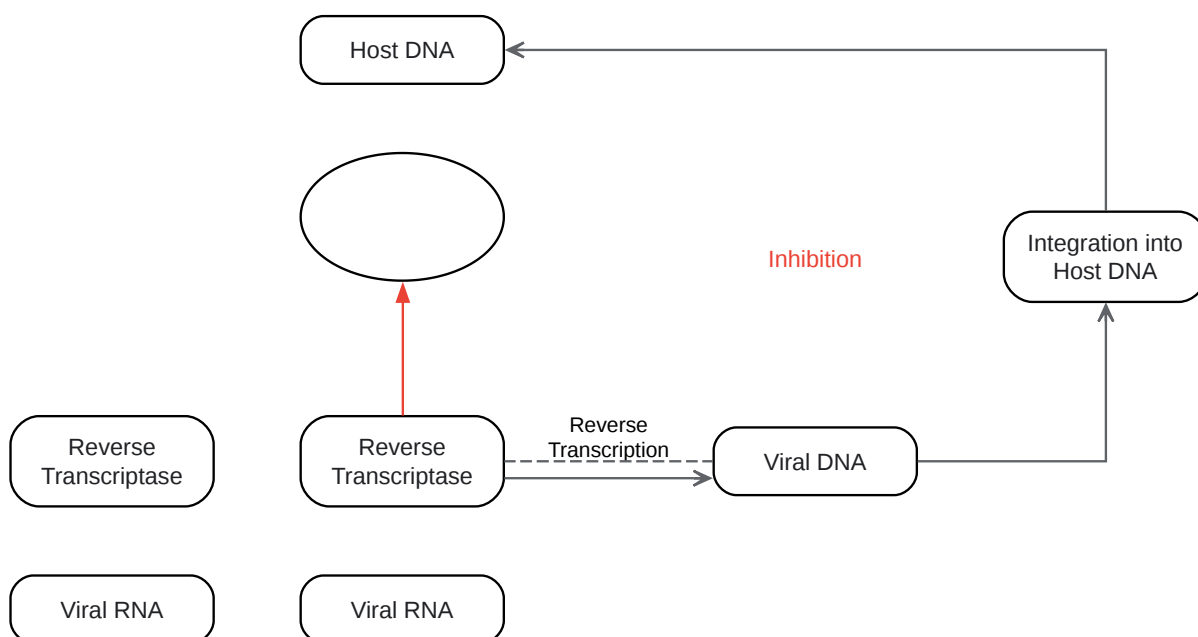 Host DNA
Integration into
Host DNA
Inhibition
Reverse
Transcriptase
Reverse
Transcriptase
Reverse
Transcription
Viral DNA
Viral RNA
Viral RNA